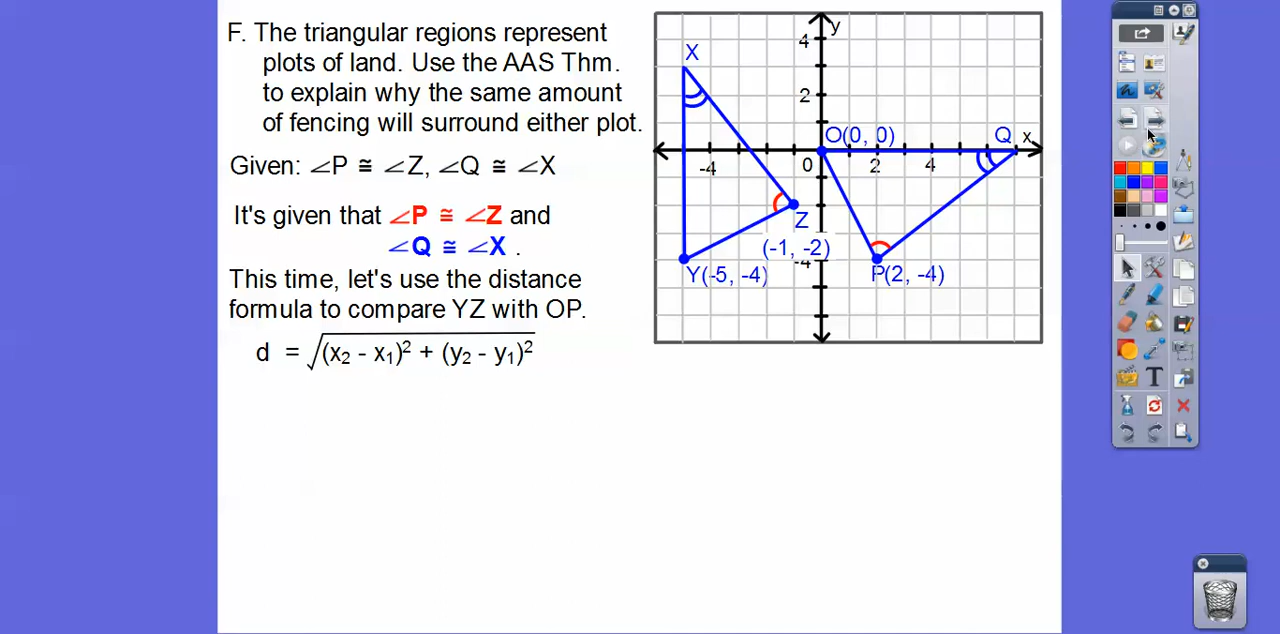 F. The triangular regions represent
plots of land. Use the AAS Thm.
to explain why the same amount
of fencing will surround either plot.
Given: ∠P ≅ ∠Z, ∠Q ≅ ∠X
It's given that ∠P ≅ ∠Z and
∠Q ≅ ∠X .
This time, let's use the distance
formula to compare YZ with OP.
d = √(x₂ - x₁)² + (y₂ - y₁)²
y
4
X
2
O(0, 0)
Q
x
-4
0
2
4
Z
(-1, -2)
-4
Y(-5, -4)
P(2, -4)
T